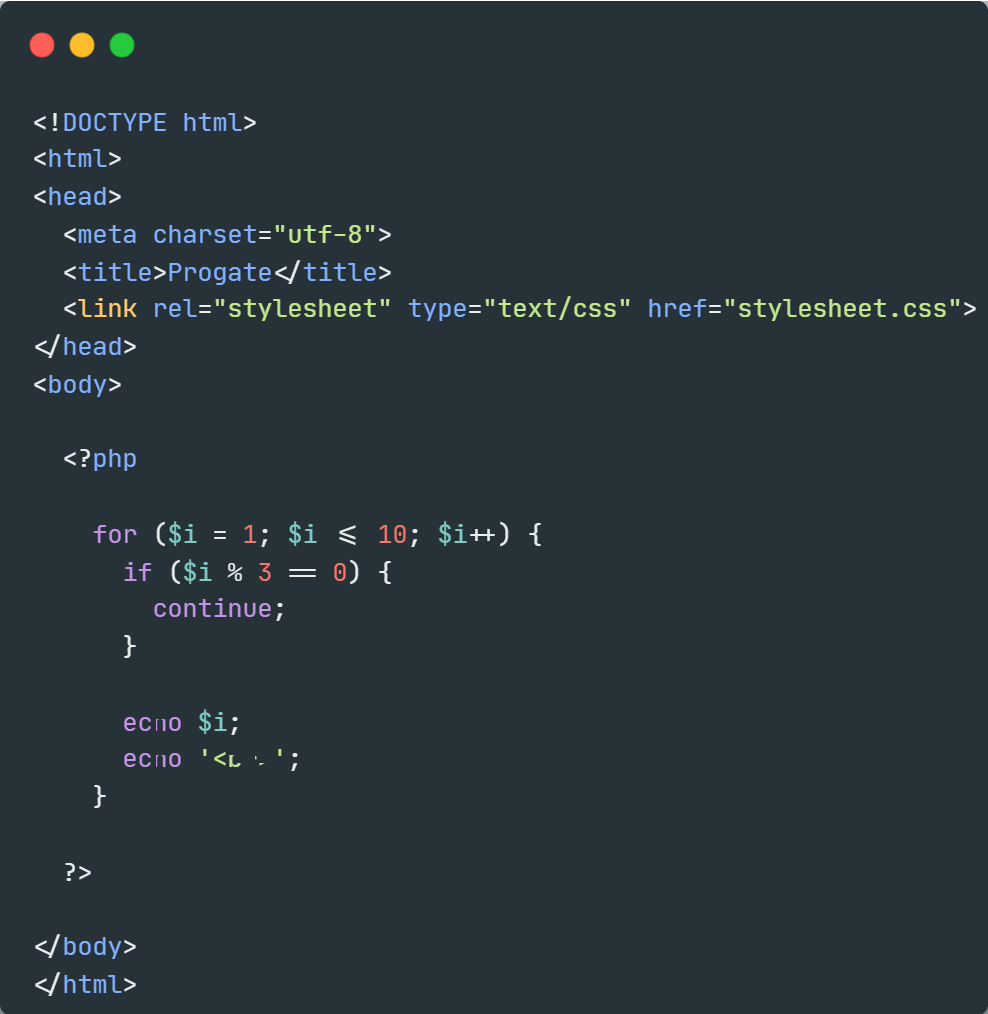 <!DOCTYPE html>
<html>
<head>
  <meta charset="utf-8">
  <title>Progate</title>
  <link rel="stylesheet" type="text/css" href="stylesheet.css">
</head>
<body>

  <?php

    for ($i = 1; $i <= 10; $i++) {
      if ($i % 3 == 0) {
        continue;
      }

      echo $i;
      echo '  ';
    }

  ?>

</body>
</html>